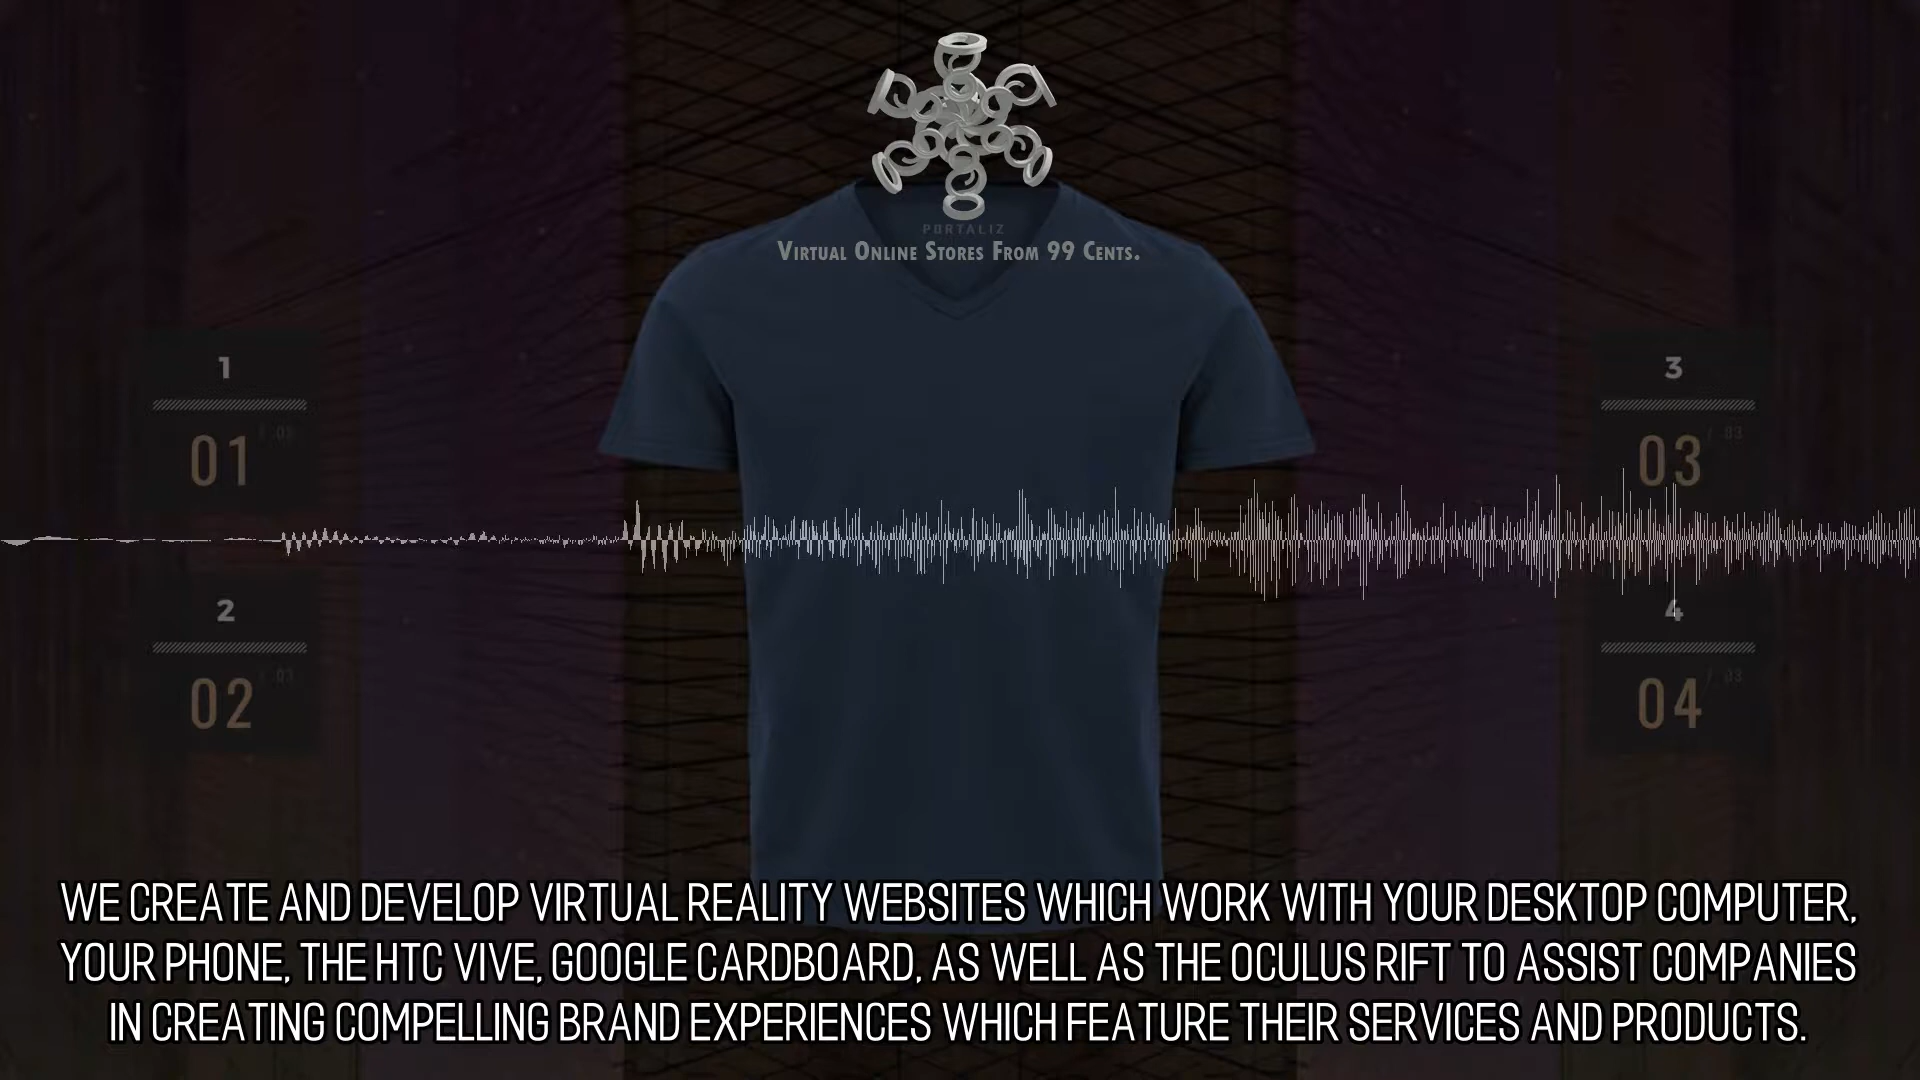 PORTALIZ
Virtual Online Stores From 99 Cents.
1
01
3
03
2
02
4
04
WE CREATE AND DEVELOP VIRTUAL REALITY WEBSITES WHICH WORK WITH YOUR DESKTOP COMPUTER,
YOUR PHONE, THE HTC VIVE, GOOGLE CARDBOARD, AS WELL AS THE OCULUS RIFT TO ASSIST COMPANIES
IN CREATING COMPELLING BRAND EXPERIENCES WHICH FEATURE THEIR SERVICES AND PRODUCTS.